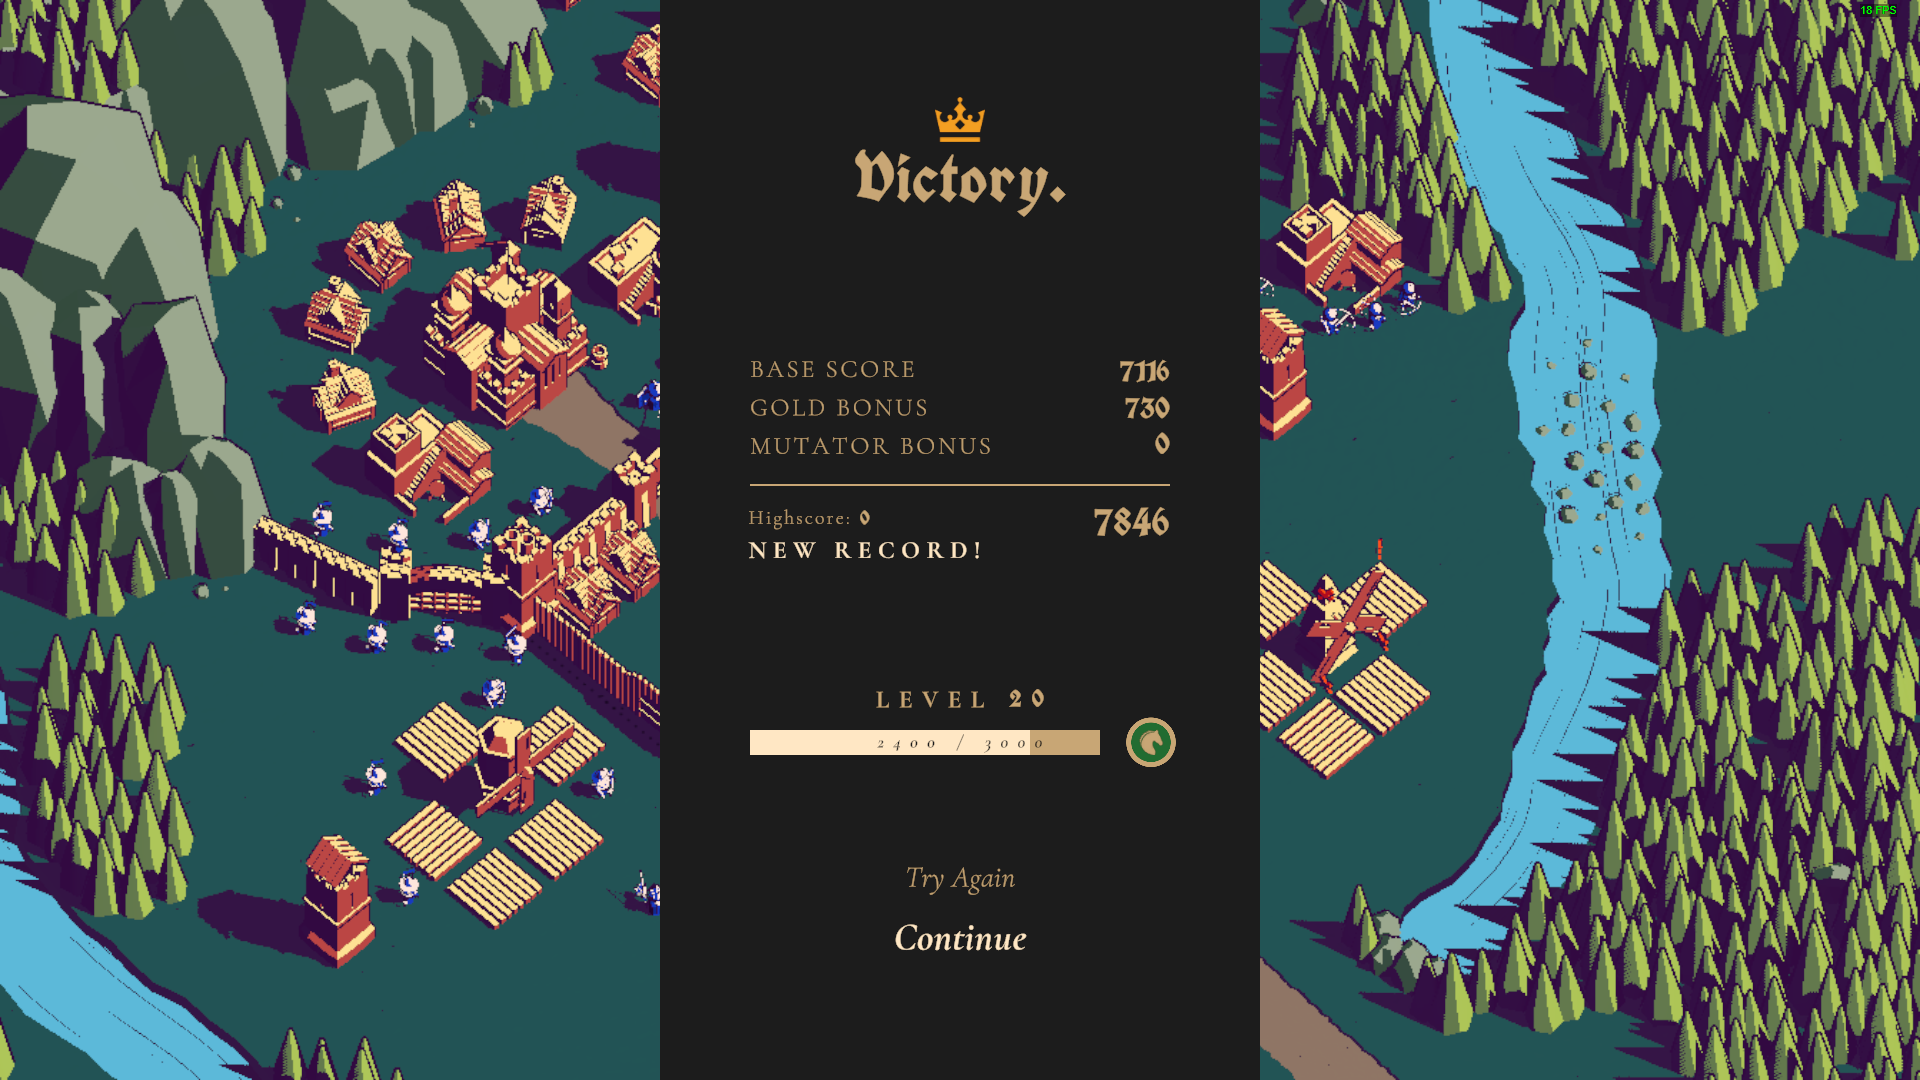 18 FPS
Victory.
BASE SCORE 7116
GOLD BONUS 730
MUTATOR BONUS 0
Highscore: 0 7846
NEW RECORD!
LEVEL 20
2400 / 3000
Try Again
Continue